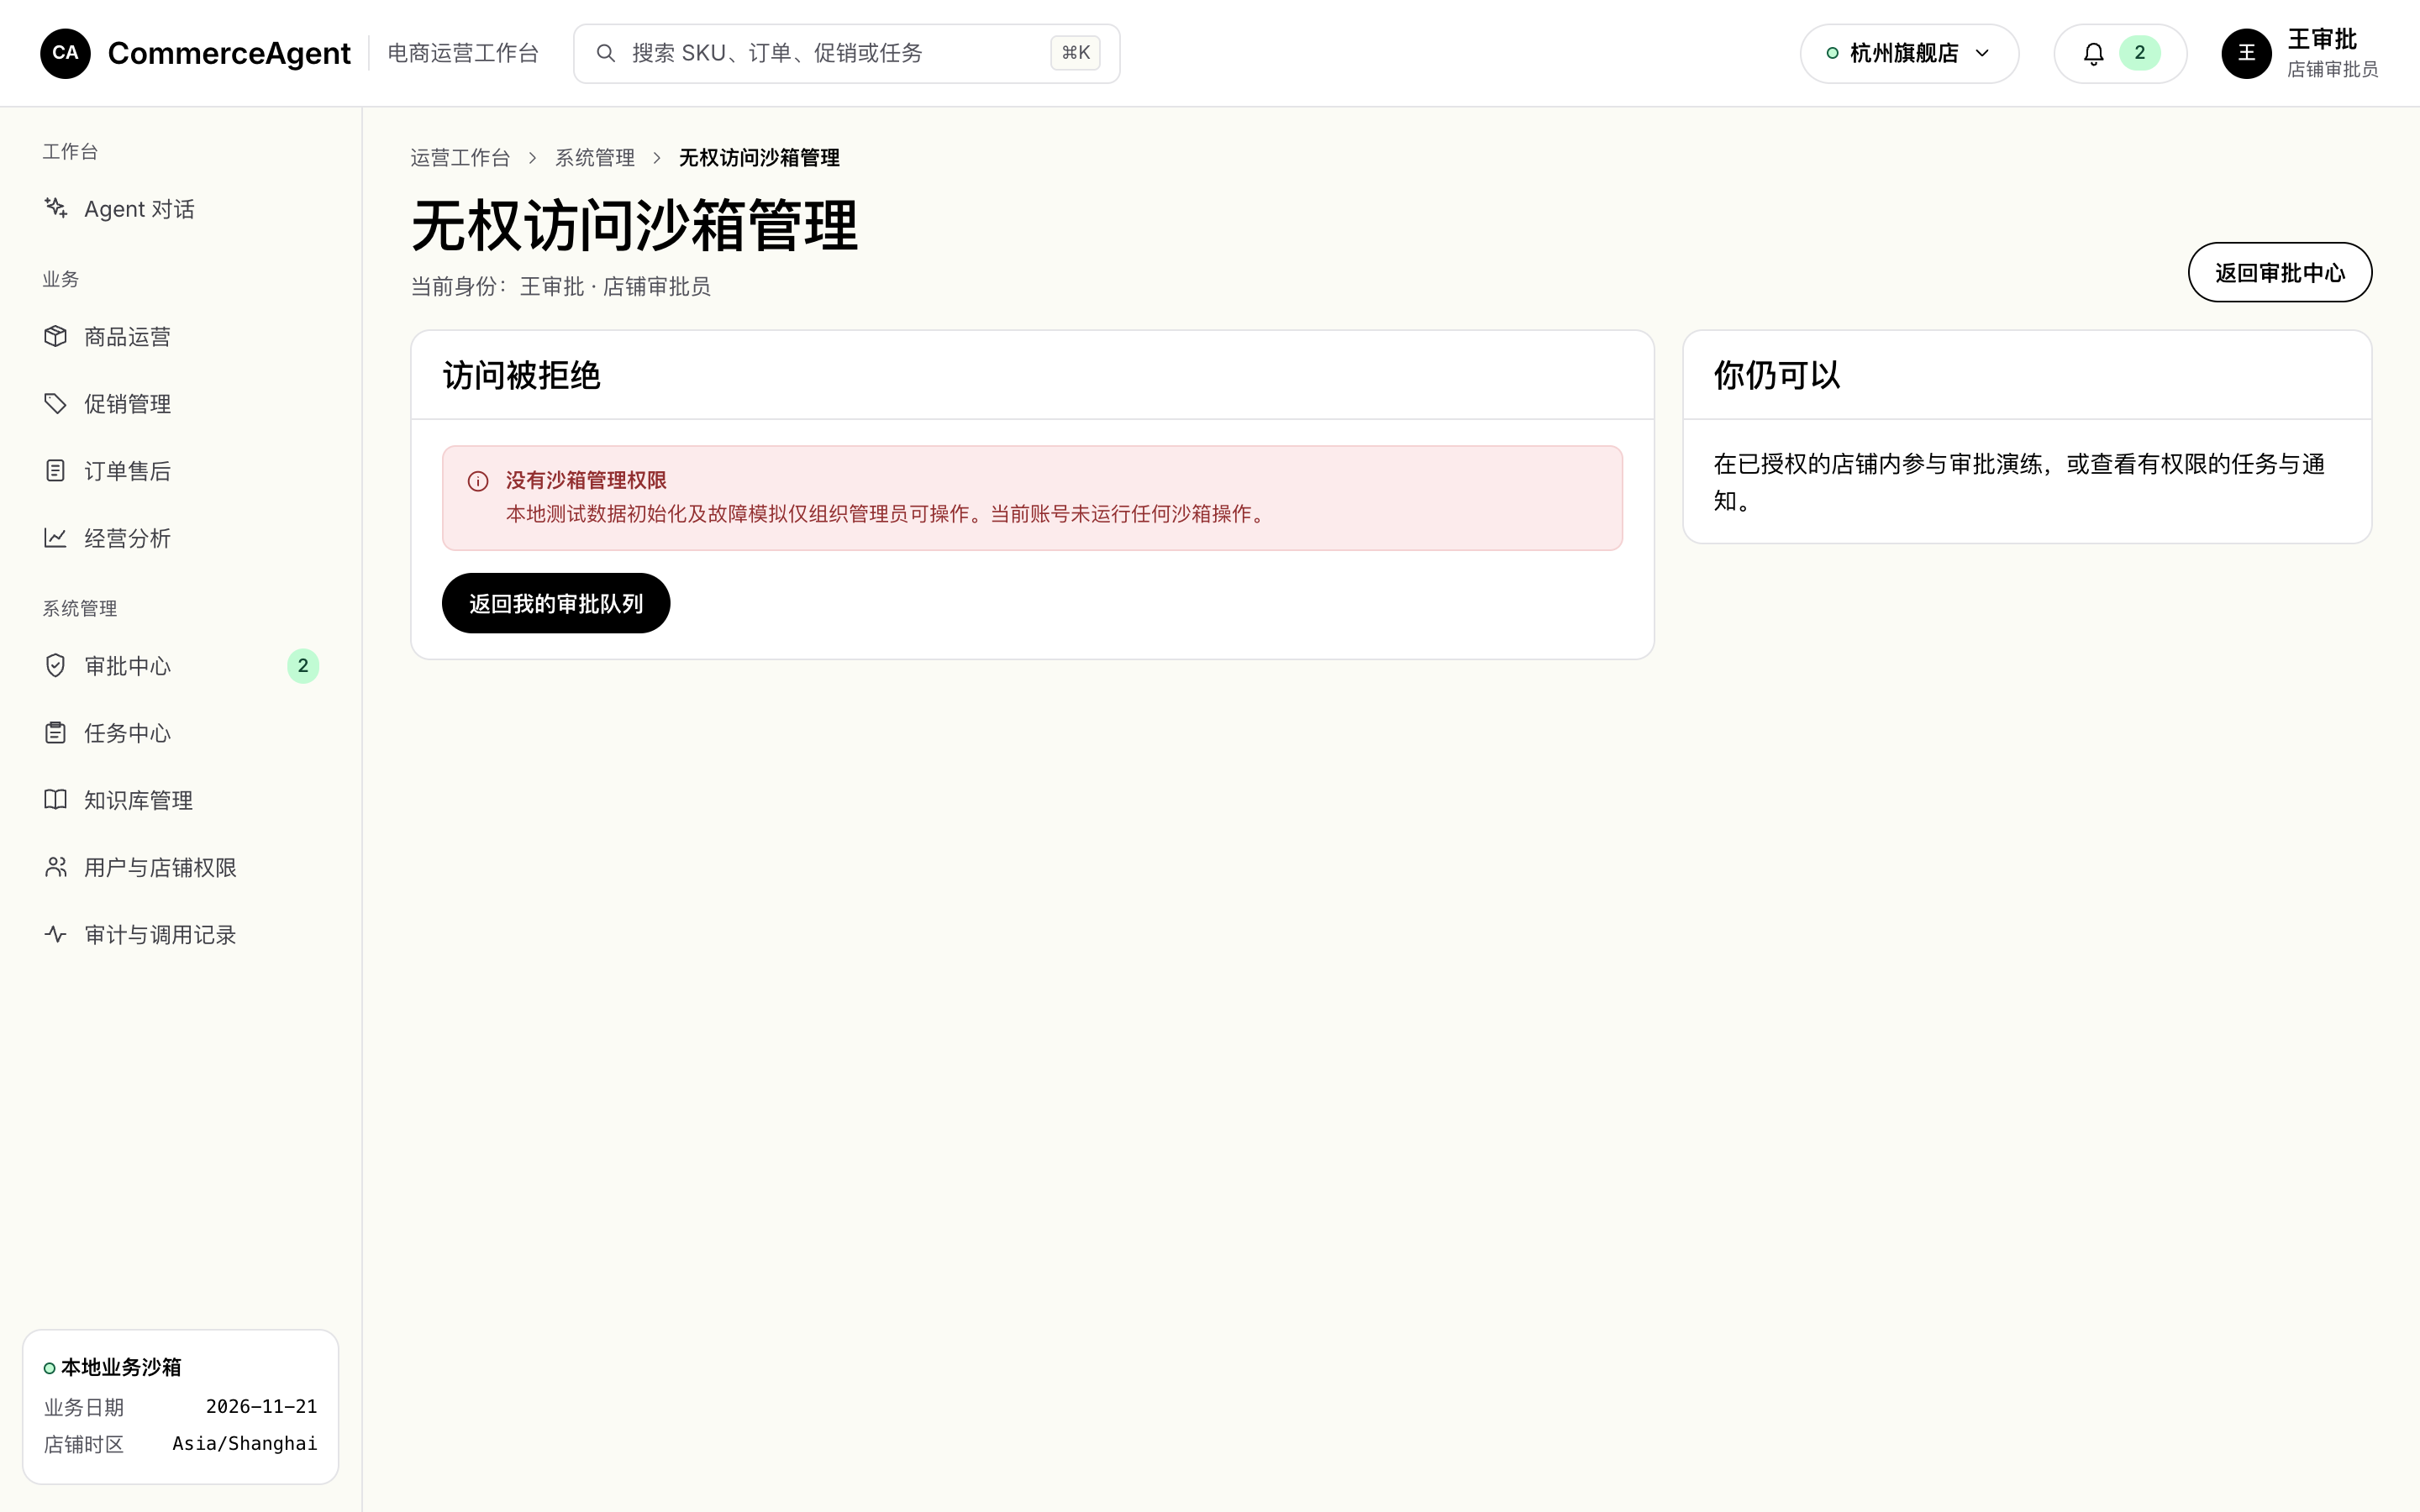 CA CommerceAgent 电商运营工作台 搜索 SKU、订单、促销或任务 ⌘K 杭州旗舰店 2 王 王审批
店铺审批员
工作台
Agent 对话
业务
商品运营
促销管理
订单售后
经营分析
系统管理
审批中心 2
任务中心
知识库管理
用户与店铺权限
审计与调用记录
本地业务沙箱
业务日期 2026-11-21
店铺时区 Asia/Shanghai
运营工作台 > 系统管理 > 无权访问沙箱管理
无权访问沙箱管理
当前身份：王审批 · 店铺审批员
返回审批中心
访问被拒绝
没有沙箱管理权限
本地测试数据初始化及故障模拟仅组织管理员可操作。当前账号未运行任何沙箱操作。
返回我的审批队列
你仍可以
在已授权的店铺内参与审批演练，或查看有权限的任务与通
知。